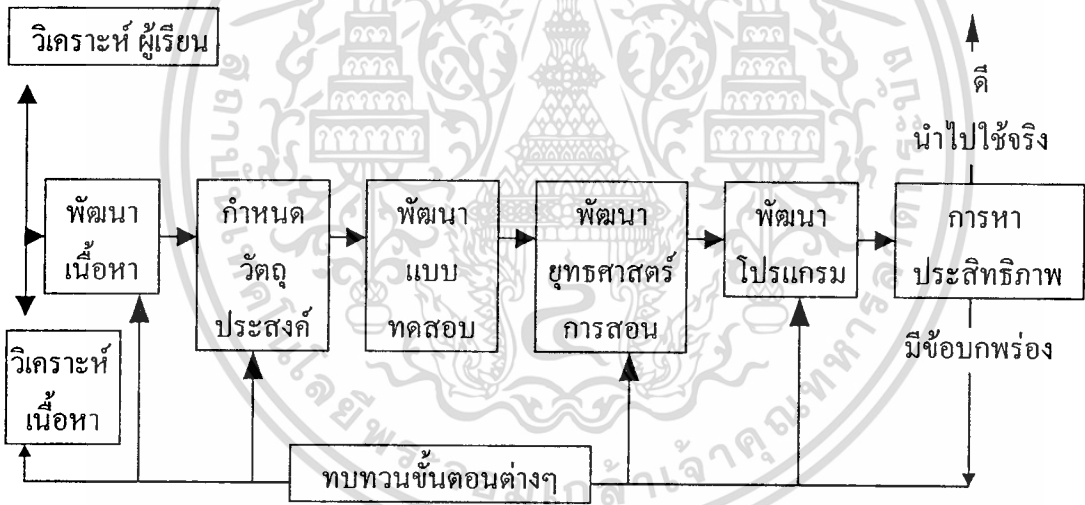 วิเคราะห์ ผู้เรียน
ดี
นำไปใช้จริง
พัฒนา
เนื้อหา
กำหนด
วัตถุ
ประสงค์
พัฒนา
แบบ
ทดสอบ
พัฒนา
ยุทธศาสตร์
การสอน
พัฒนา
โปรแกรม
การหา
ประสิทธิภาพ
มีข้อบกพร่อง
วิเคราะห์
เนื้อหา
ทบทวนขั้นตอนต่างๆ